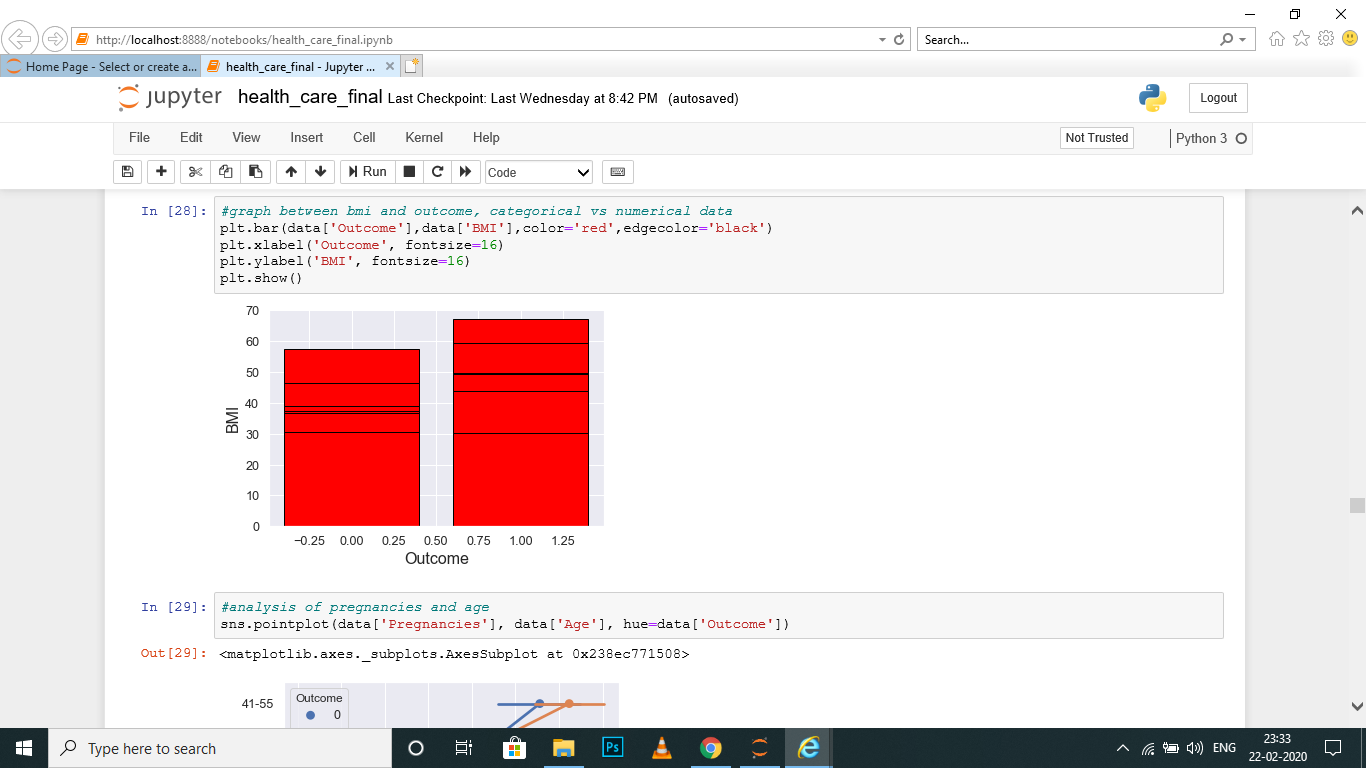 http://localhost:8888/notebooks/health_care_final.ipynb
Search...
Home Page - Select or create a...
health_care_final - Jupyter ...
jupyter health_care_final Last Checkpoint: Last Wednesday at 8:42 PM (autosaved)
Logout
File Edit View Insert Cell Kernel Help
Not Trusted
Python 3
Run
Code
In [28]:
#graph between bmi and outcome, categorical vs numerical data
plt.bar(data['Outcome'],data['BMI'],color='red',edgecolor='black')
plt.xlabel('Outcome', fontsize=16)
plt.ylabel('BMI', fontsize=16)
plt.show()
70
60
50
40
30
20
10
0
BMI
−0.25 0.00 0.25 0.50 0.75 1.00 1.25
Outcome
In [29]:
#analysis of pregnancies and age
sns.pointplot(data['Pregnancies'], data['Age'], hue=data['Outcome'])
Out[29]:
<matplotlib.axes._subplots.AxesSubplot at 0x238ec771508>
41-55
Outcome
0
Type here to search
Ps
ENG
23:33
22-02-2020